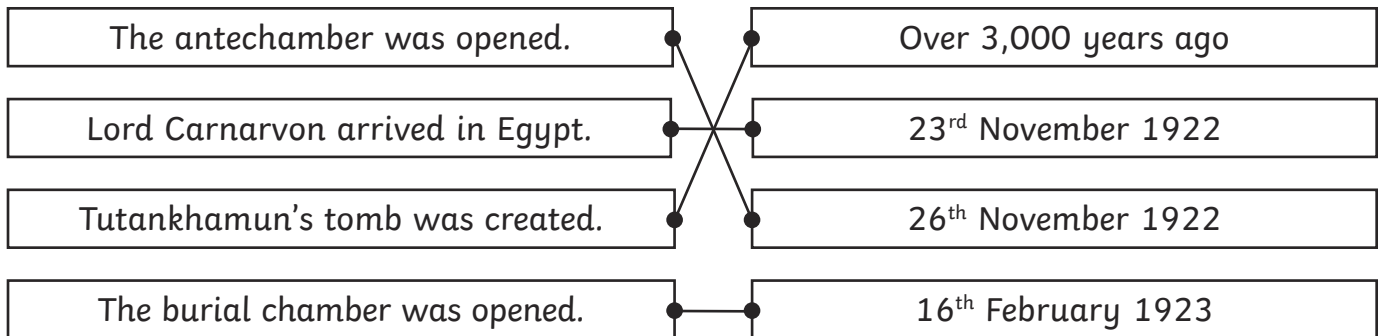 The antechamber was opened.
Over 3,000 years ago
Lord Carnarvon arrived in Egypt.
23rd November 1922
Tutankhamun's tomb was created.
26th November 1922
The burial chamber was opened.
16th February 1923